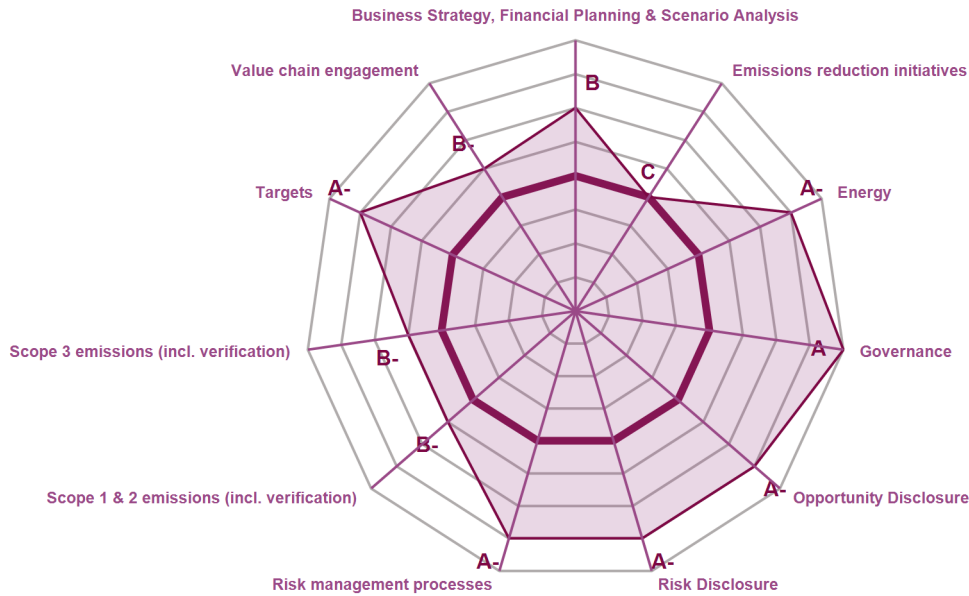 Business Strategy, Financial Planning & Scenario Analysis
Value chain engagement
Emissions reduction initiatives
B
B-
C
Targets
A-
A-
Energy
Scope 3 emissions (incl. verification)
B-
A
Governance
B-
Scope 1 & 2 emissions (incl. verification)
A-
Opportunity Disclosure
A-
A-
Risk management processes
Risk Disclosure